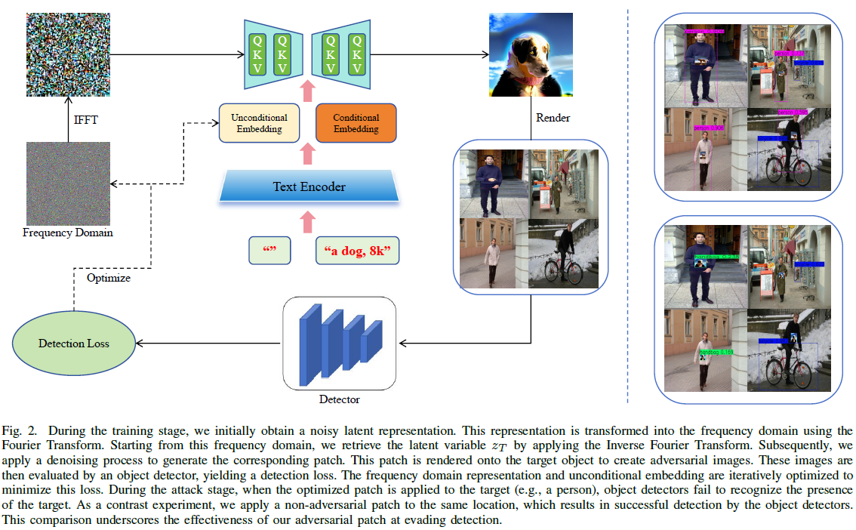 Q
K
V
Q
K
V
Q
K
V
Q
K
V
IFFT
Unconditional
Embedding
Conditional
Embedding
Render
Text Encoder
Frequency Domain
“”
“a dog, 8k”
Optimize
Detection Loss
Detector
Fig. 2. During the training stage, we initially obtain a noisy latent representation. This representation is transformed into the frequency domain using the
Fourier Transform. Starting from this frequency domain, we retrieve the latent variable zT by applying the Inverse Fourier Transform. Subsequently, we
apply a denoising process to generate the corresponding patch. This patch is rendered onto the target object to create adversarial images. These images are
then evaluated by an object detector, yielding a detection loss. The frequency domain representation and unconditional embedding are iteratively optimized to
minimize this loss. During the attack stage, when the optimized patch is applied to the target (e.g., a person), object detectors fail to recognize the presence
of the target. As a contrast experiment, we apply a non-adversarial patch to the same location, which results in successful detection by the object detectors.
This comparison underscores the effectiveness of our adversarial patch at evading detection.